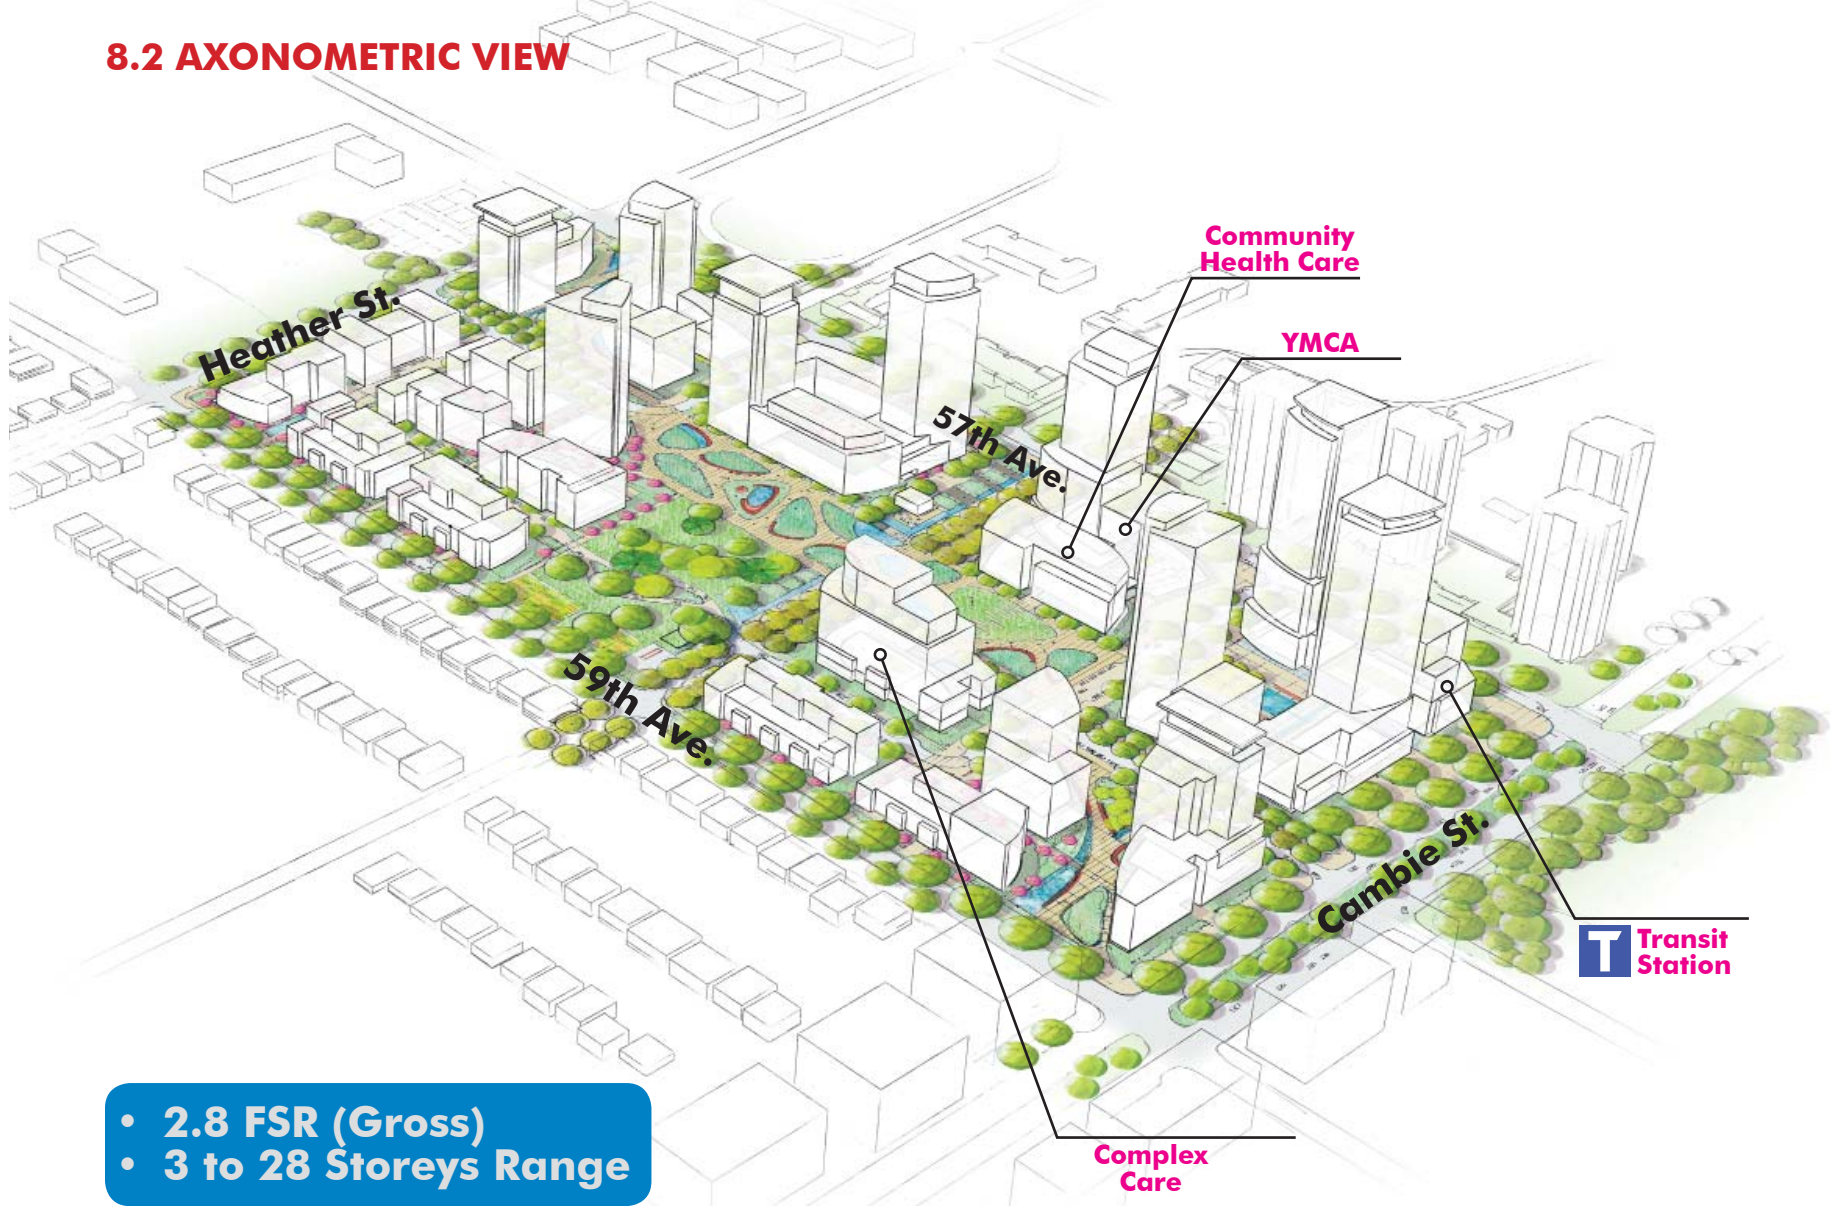 8.2 AXONOMETRIC VIEW
Community
Health Care
YMCA
Heather St.
57th Ave.
59th Ave.
Cambie St.
T Transit
Station
• 2.8 FSR (Gross)
• 3 to 28 Storeys Range
Complex
Care